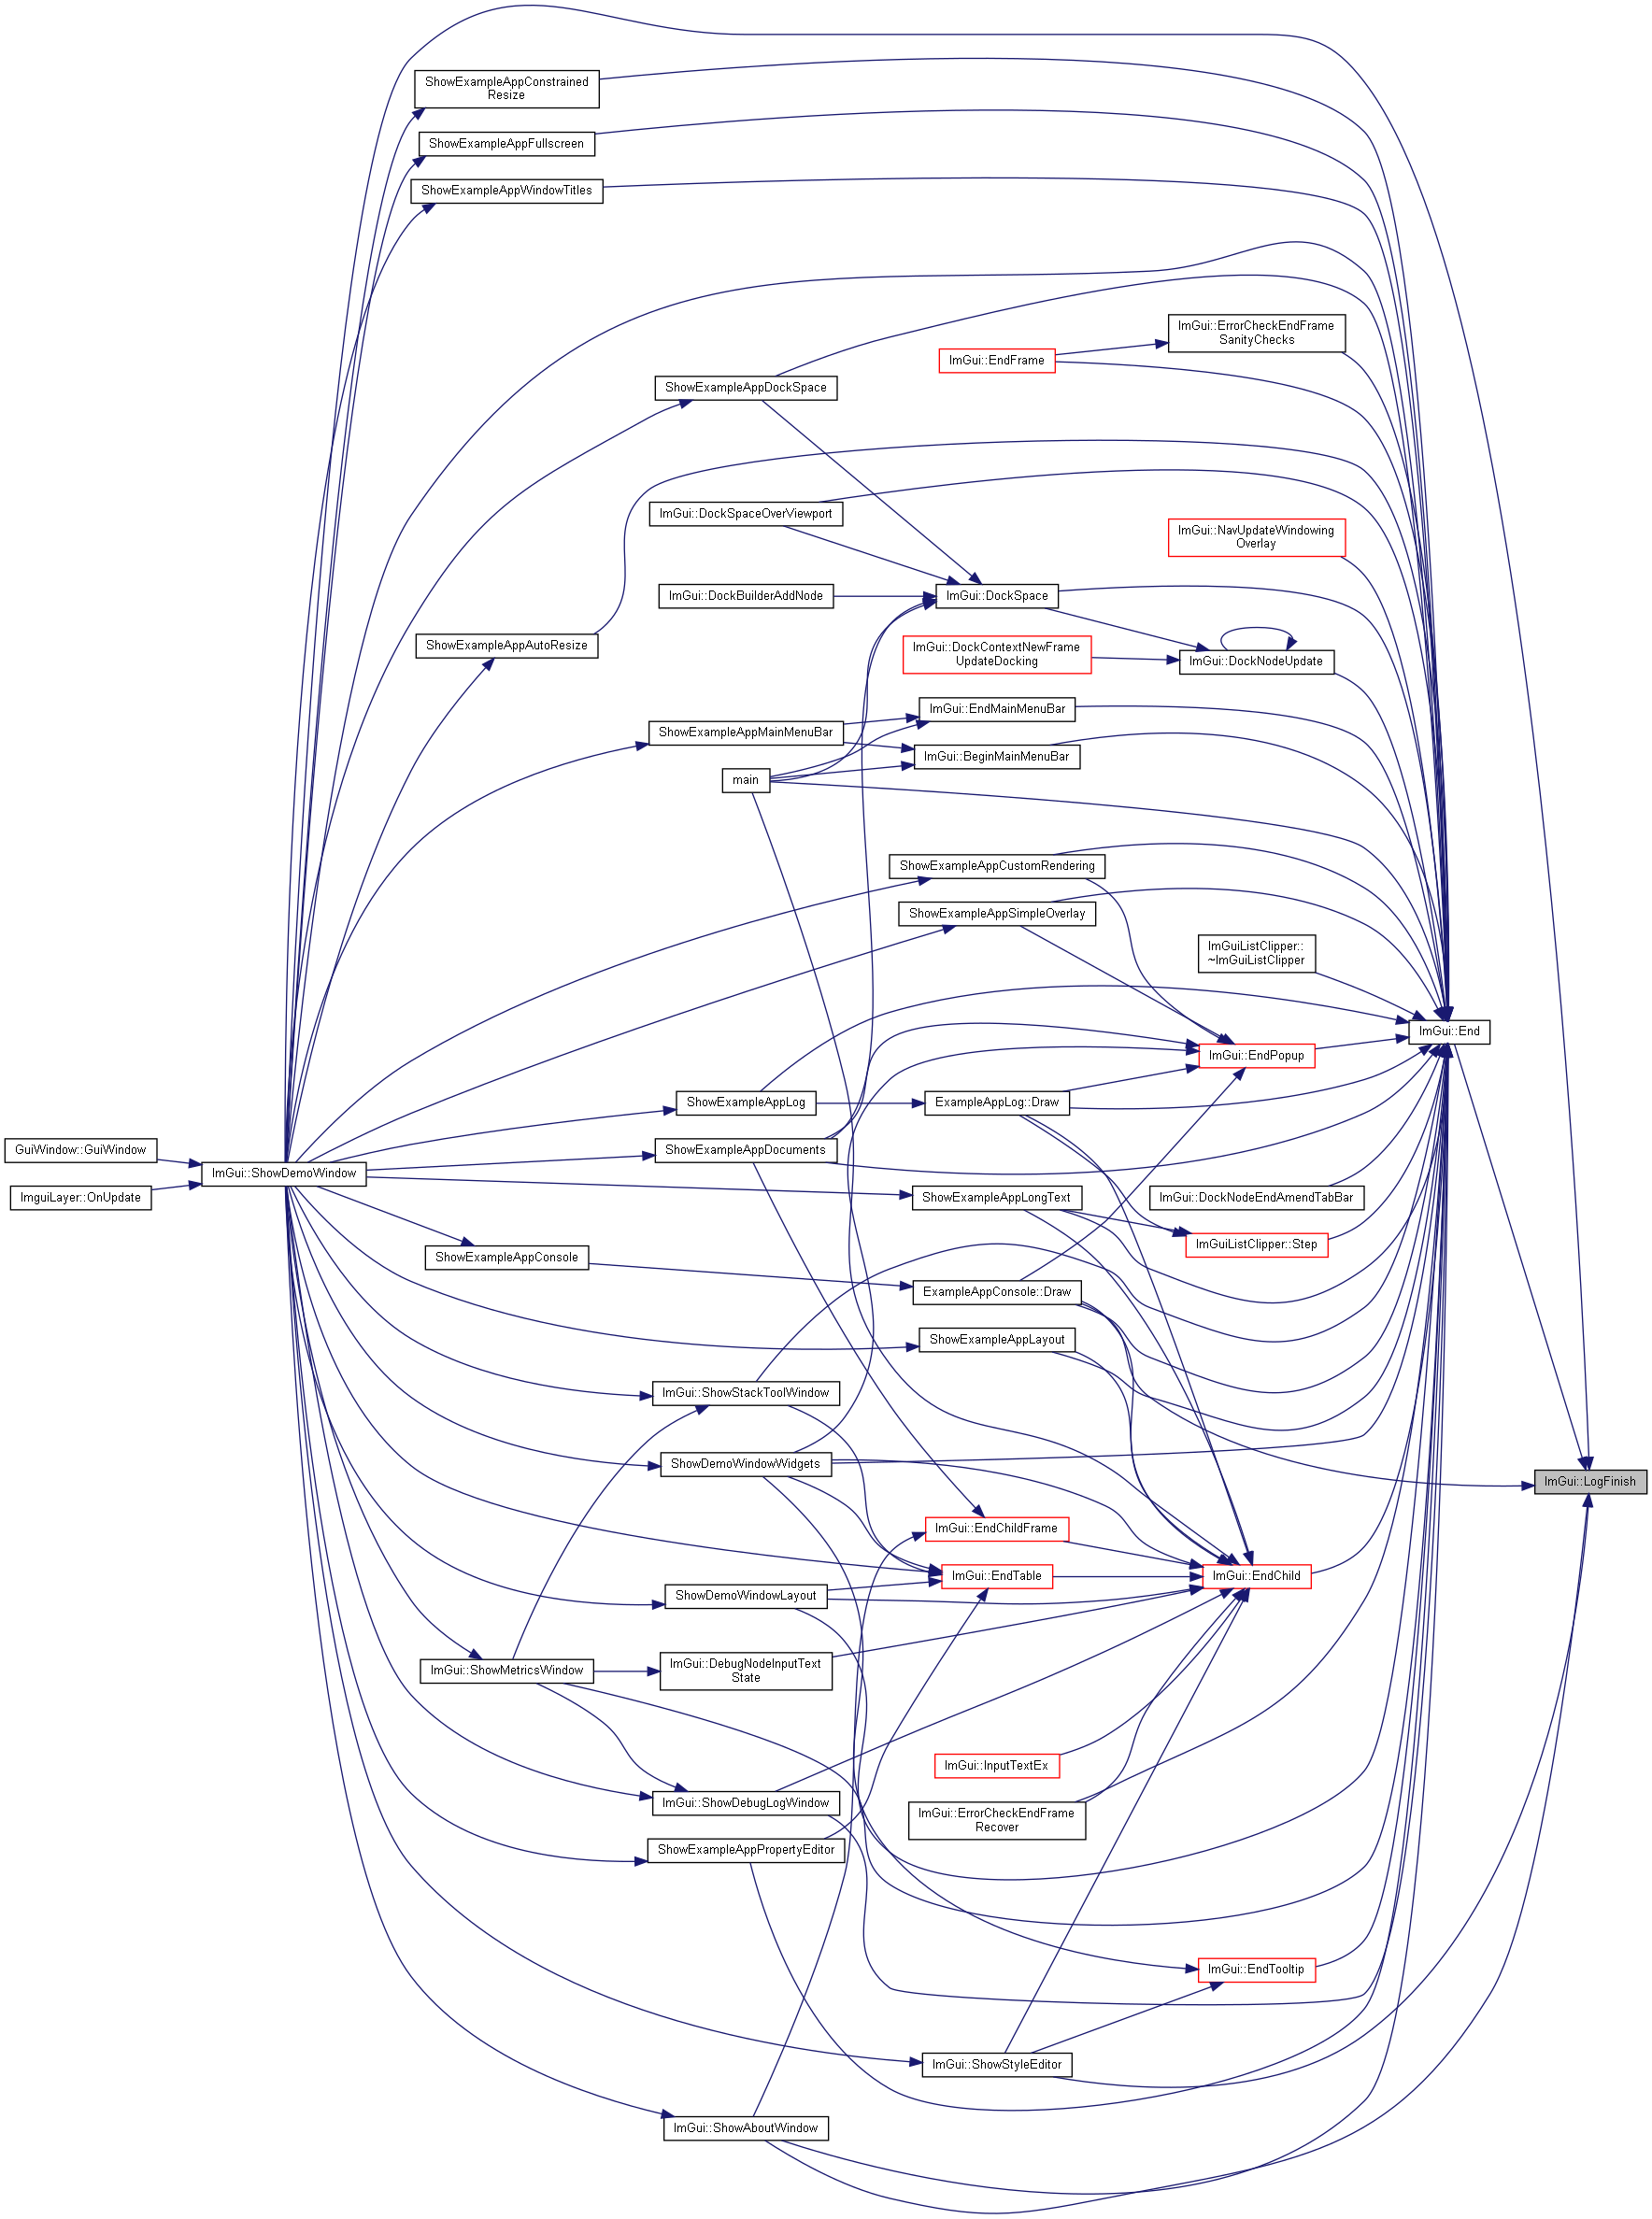 ShowExampleAppConstrained
Resize
ShowExampleAppFullscreen
ShowExampleAppWindowTitles
ImGui::ErrorCheckEndFrame
SanityChecks
ImGui::EndFrame
ShowExampleAppDockSpace
ImGui::DockSpaceOverViewport
ImGui::NavUpdateWindowing
Overlay
ImGui::DockBuilderAddNode
ImGui::DockSpace
ShowExampleAppAutoResize
ImGui::DockContextNewFrame
UpdateDocking
ImGui::DockNodeUpdate
ImGui::EndMainMenuBar
ShowExampleAppMainMenuBar
ImGui::BeginMainMenuBar
main
ShowExampleAppCustomRendering
ShowExampleAppSimpleOverlay
ImGuiListClipper::
~ImGuiListClipper
ImGui::End
ImGui::EndPopup
ShowExampleAppLog
ExampleAppLog::Draw
GuiWindow::GuiWindow
ShowExampleAppDocuments
ImGui::ShowDemoWindow
ImguiLayer::OnUpdate
ShowExampleAppLongText
ImGui::DockNodeEndAmendTabBar
ImGuiListClipper::Step
ShowExampleAppConsole
ExampleAppConsole::Draw
ShowExampleAppLayout
ImGui::ShowStackToolWindow
ShowDemoWindowWidgets
ImGui::LogFinish
ImGui::EndChildFrame
ImGui::EndTable
ImGui::EndChild
ShowDemoWindowLayout
ImGui::ShowMetricsWindow
ImGui::DebugNodeInputText
State
ImGui::InputTextEx
ImGui::ShowDebugLogWindow
ImGui::ErrorCheckEndFrame
Recover
ShowExampleAppPropertyEditor
ImGui::EndTooltip
ImGui::ShowStyleEditor
ImGui::ShowAboutWindow